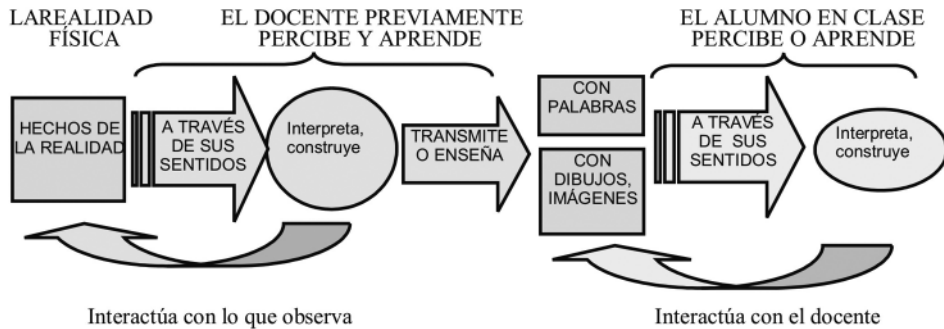 LAREALIDAD
FÍSICA
EL DOCENTE PREVIAMENTE
PERCIBE Y APRENDE
EL ALUMNO EN CLASE
PERCIBE O APRENDE
HECHOS DE
LA REALIDAD
A TRAVÉS
DE SUS
SENTIDOS
Interpreta,
construye
TRANSMITE
O ENSEÑA
CON
PALABRAS
CON
DIBUJOS,
IMÁGENES
A TRAVÉS
DE SUS
SENTIDOS
Interpreta,
construye
Interactúa con lo que observa
Interactúa con el docente